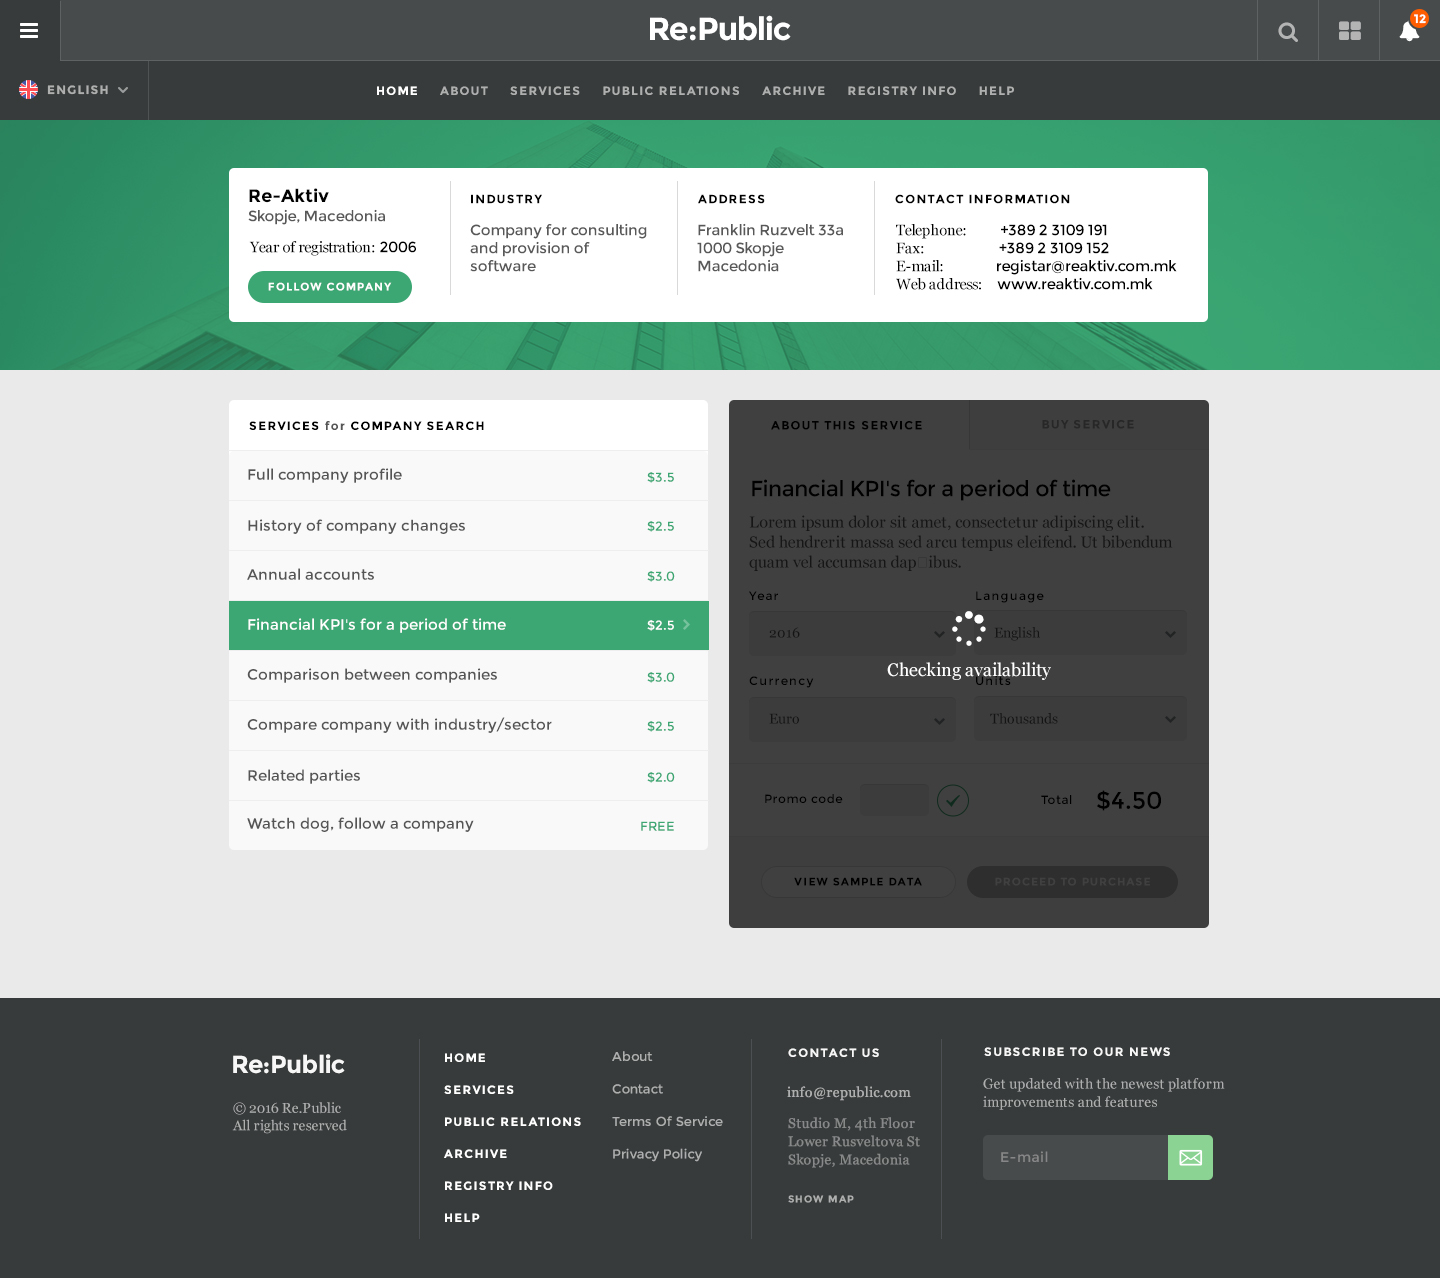 Re:Public
12
ENGLISH
HOME ABOUT SERVICES PUBLIC RELATIONS ARCHIVE REGISTRY INFO HELP
Re-Aktiv
Skopje, Macedonia
Year of registration: 2006
FOLLOW COMPANY
INDUSTRY
Company for consulting
and provision of
software
ADDRESS
Franklin Ruzvelt 33a
1000 Skopje
Macedonia
CONTACT INFORMATION
Telephone: +389 2 3109 191
Fax: +389 2 3109 152
E-mail: registar@reaktiv.com.mk
Web address: www.reaktiv.com.mk
SERVICES for COMPANY SEARCH
Full company profile $3.5
History of company changes $2.5
Annual accounts $3.0
Financial KPI's for a period of time $2.5
Comparison between companies $3.0
Compare company with industry/sector $2.5
Related parties $2.0
Watch dog, follow a company FREE
ABOUT THIS SERVICE BUY SERVICE
Financial KPI's for a period of time
Lorem ipsum dolor sit amet, consectetur adipiscing elit.
Sed hendrerit massa sed arcu tempus eleifend. Ut bibendum
quam vel accumsan dap□ibus.
Year Language
2016 English
Checking availability
Currency Units
Euro Thousands
Promo code Total $4.50
VIEW SAMPLE DATA PROCEED TO PURCHASE
Re:Public
© 2016 Re.Public
All rights reserved
HOME
SERVICES
PUBLIC RELATIONS
ARCHIVE
REGISTRY INFO
HELP
About
Contact
Terms Of Service
Privacy Policy
CONTACT US
info@republic.com
Studio M, 4th Floor
Lower Rusveltova St
Skopje, Macedonia
SHOW MAP
SUBSCRIBE TO OUR NEWS
Get updated with the newest platform
improvements and features
E-mail